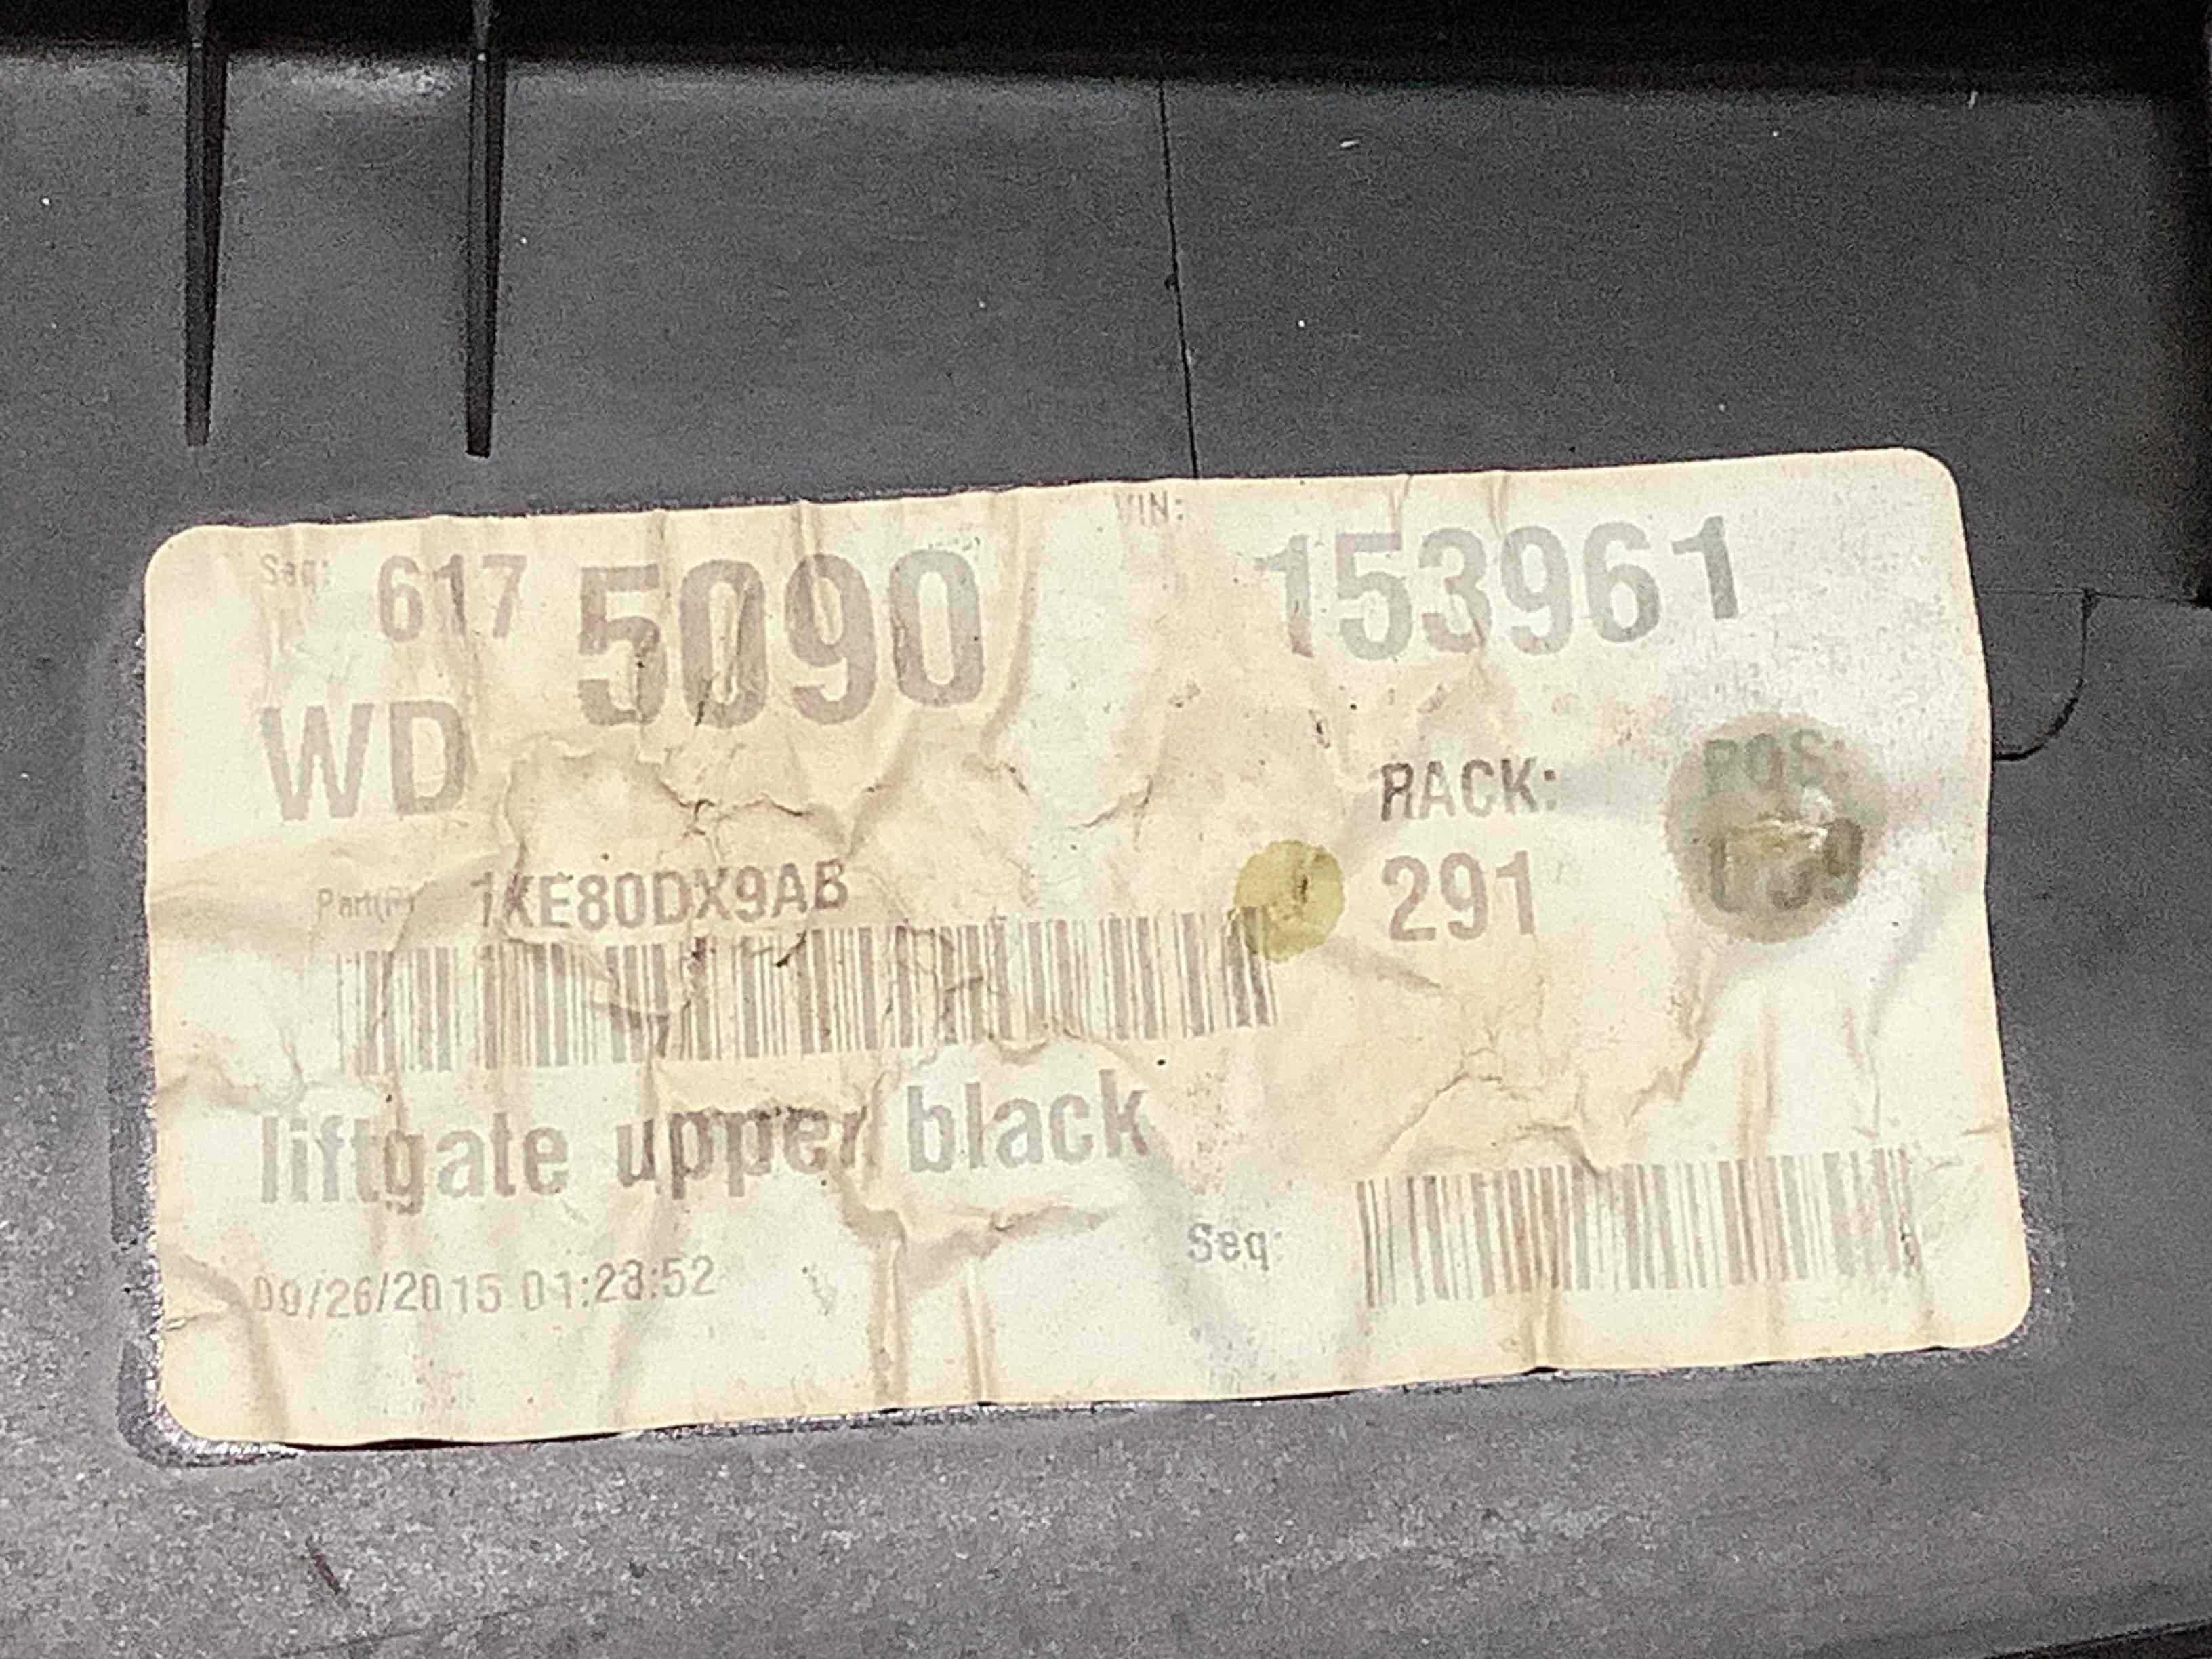 Seq: 617 5090 VIN: 153961
WD
RACK: POS:
291
Part(P) 1KE80DX9AB
liftgate upper black
Seq:
09/26/2015 01:23:52